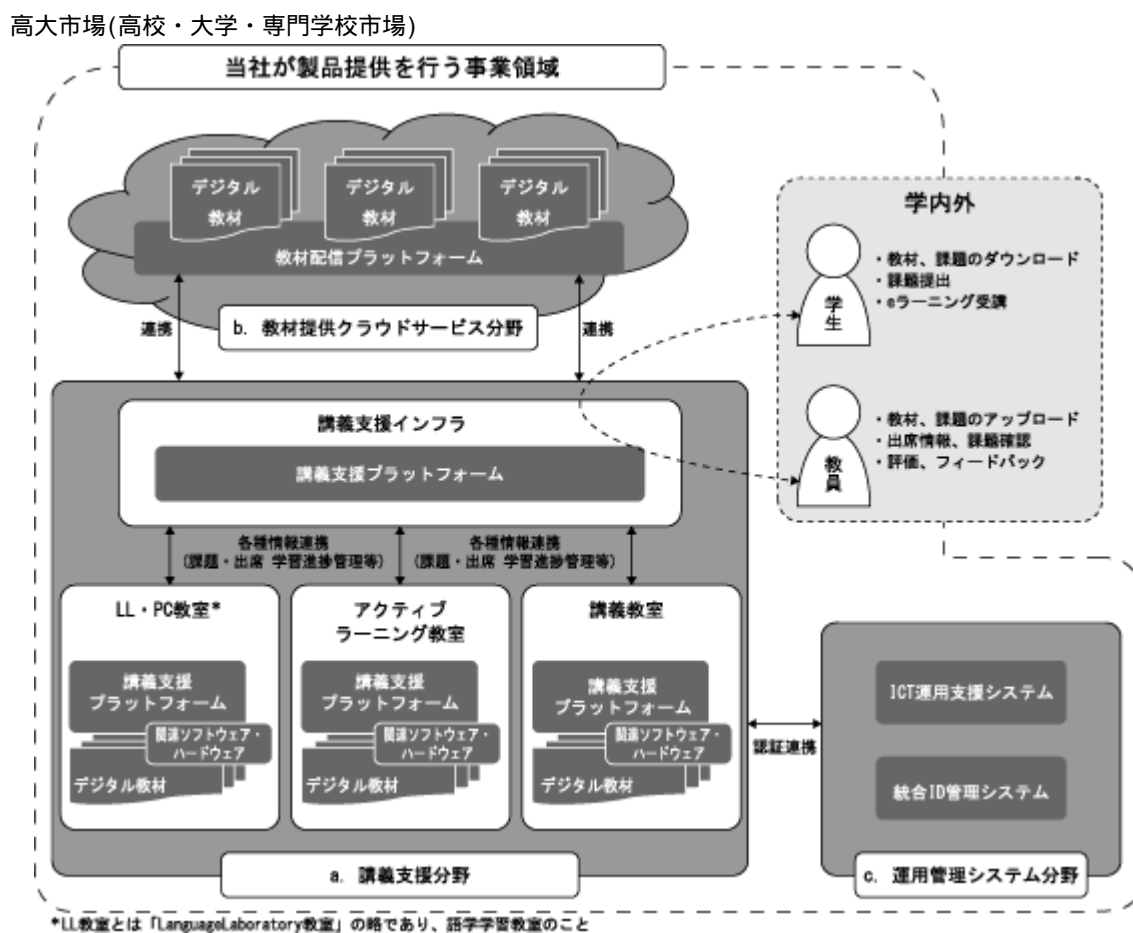 高大市場(高校・大学・専門学校市場)
当社が製品提供を行う事業領域
デジタル
教材
デジタル
教材
デジタル
教材
教材配信プラットフォーム
連携
b. 教材提供クラウドサービス分野
連携
学内外
学生
・教材、課題のダウンロード
・課題提出
・eラーニング受講
教員
・教材、課題のアップロード
・出席情報、課題確認
・評価、フィードバック
講義支援インフラ
講義支援プラットフォーム
各種情報連携
(課題・出席 学習進捗管理等)
各種情報連携
(課題・出席 学習進捗管理等)
LL・PC教室*
講義支援
プラットフォーム
関連ソフトウェア・
ハードウェア
デジタル教材
アクティブ
ラーニング教室
講義支援
プラットフォーム
関連ソフトウェア・
ハードウェア
デジタル教材
講義教室
講義支援
プラットフォーム
関連ソフトウェア・
ハードウェア
デジタル教材
a. 講義支援分野
認証連携
ICT運用支援システム
統合ID管理システム
c. 運用管理システム分野
*LL教室とは「LanguageLaboratory教室」の略であり、語学学習教室のこと